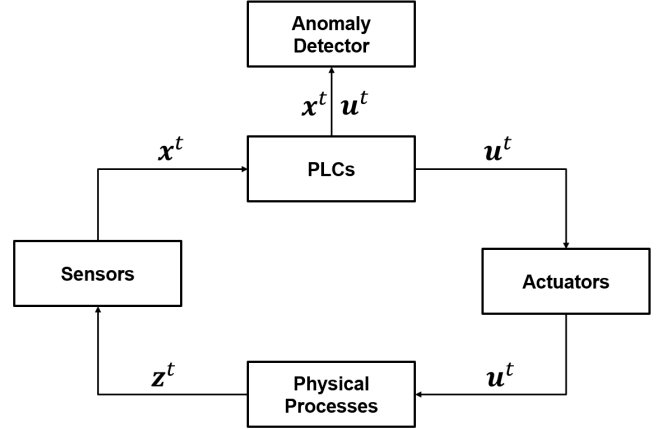 Anomaly
Detector
x^t u^t
x^t
PLCs
u^t
Sensors
Actuators
z^t
Physical
Processes
u^t